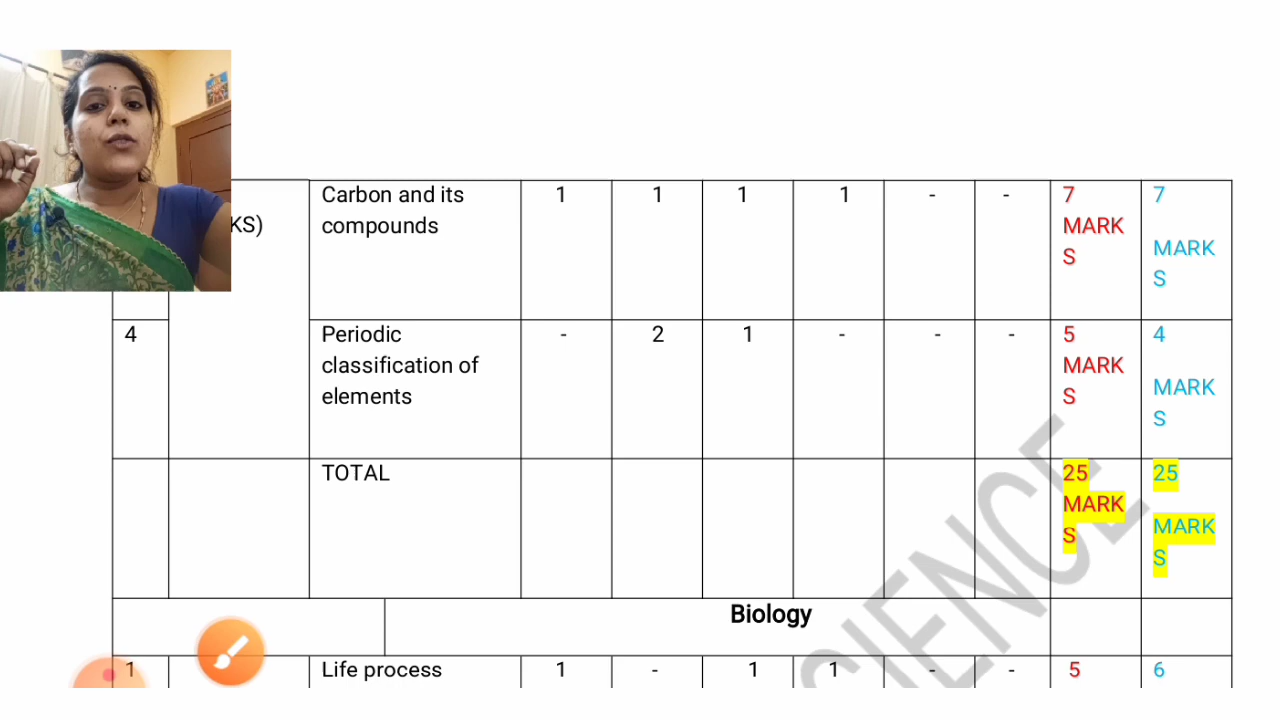 KS)
Carbon and its
compounds
1 1 1 1 - -
7
MARK
S
7
MARK
S
4
Periodic
classification of
elements
- 2 1 - - -
5
MARK
S
4
MARK
S
TOTAL
25
MARK
S
25
MARK
S
Biology
1 Life process 1 - 1 1 - - 5 6
IENCE